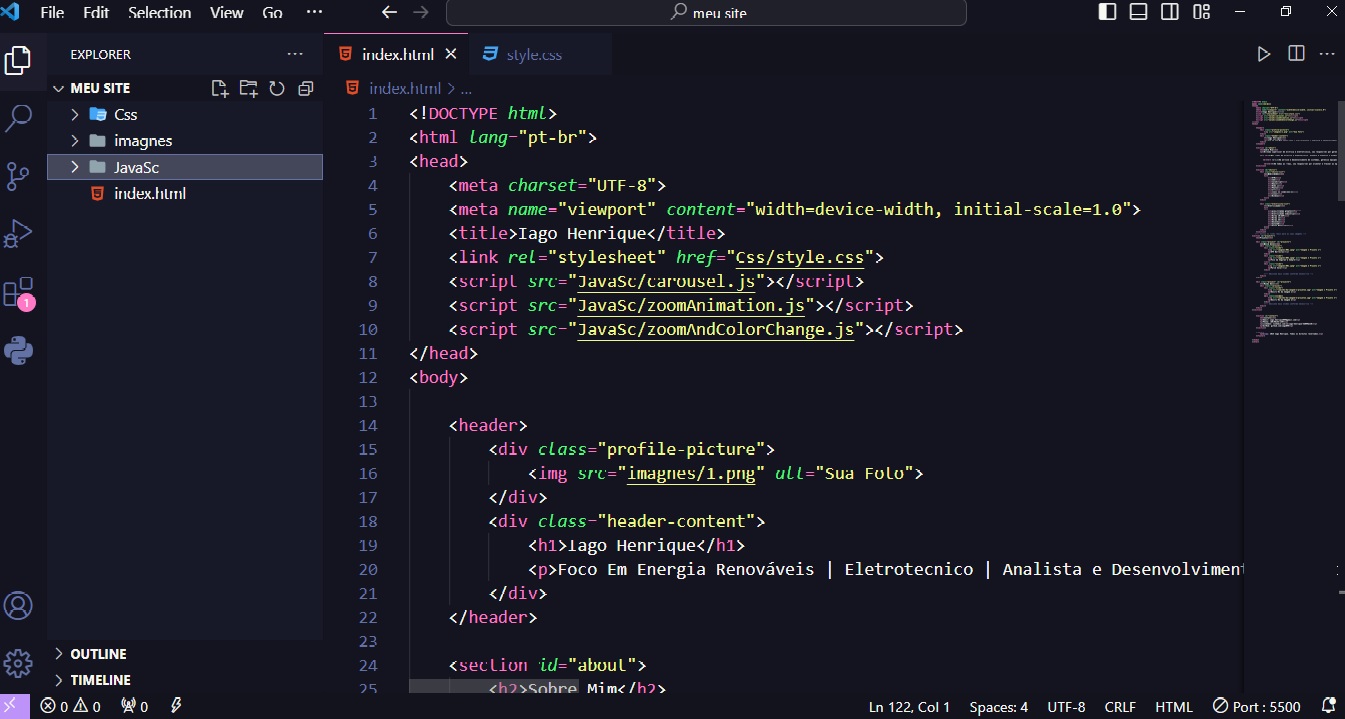 File Edit Selection View Go ··· meu site
EXPLORER ···
MEU SITE
Css
imagnes
JavaSc
index.html
OUTLINE
TIMELINE
1
index.html style.css
index.html > ...
1 <!DOCTYPE html>
2 <html lang="pt-br">
3 <head>
4 <meta charset="UTF-8">
5 <meta name="viewport" content="width=device-width, initial-scale=1.0">
6 <title>Iago Henrique</title>
7 <link rel="stylesheet" href="Css/style.css">
8 <script src="JavaSc/carousel.js"></script>
9 <script src="JavaSc/zoomAnimation.js"></script>
10 <script src="JavaSc/zoomAndColorChange.js"></script>
11 </head>
12 <body>
13
14 <header>
15 <div class="profile-picture">
16 <img src="imagnes/1.png" alt="Sua Foto">
17 </div>
18 <div class="header-content">
19 <h1>Iago Henrique</h1>
20 <p>Foco Em Energia Renováveis | Eletrotecnico | Analista e Desenvolviment
21 </div>
22 </header>
23
24 <section id="about">
25 <h2>Sobre Mim</h2>
0 0 0 Ln 122, Col 1 Spaces: 4 UTF-8 CRLF HTML Port : 5500